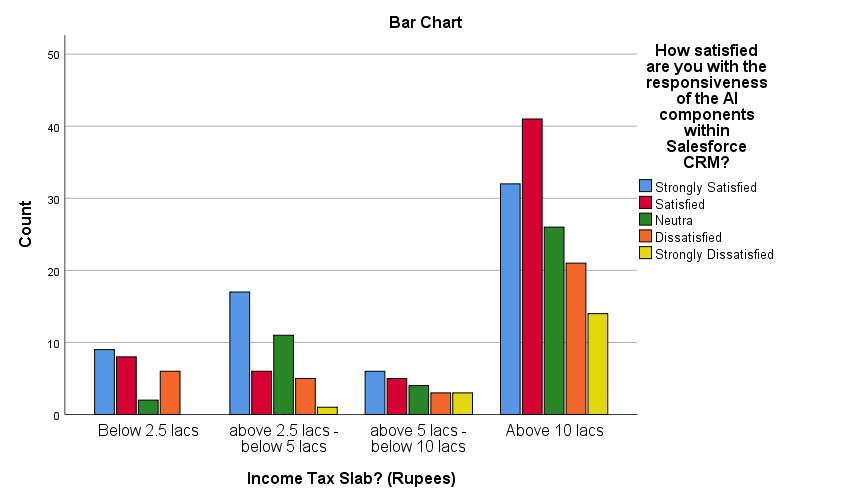 Bar Chart
How satisfied
are you with the
responsiveness
of the AI
components
within
Salesforce
CRM?
Strongly Satisfied
Satisfied
Neutra
Dissatisfied
Strongly Dissatisfied
Count
50
40
30
20
10
0
Below 2.5 lacs
above 2.5 lacs -
below 5 lacs
above 5 lacs -
below 10 lacs
Above 10 lacs
Income Tax Slab? (Rupees)